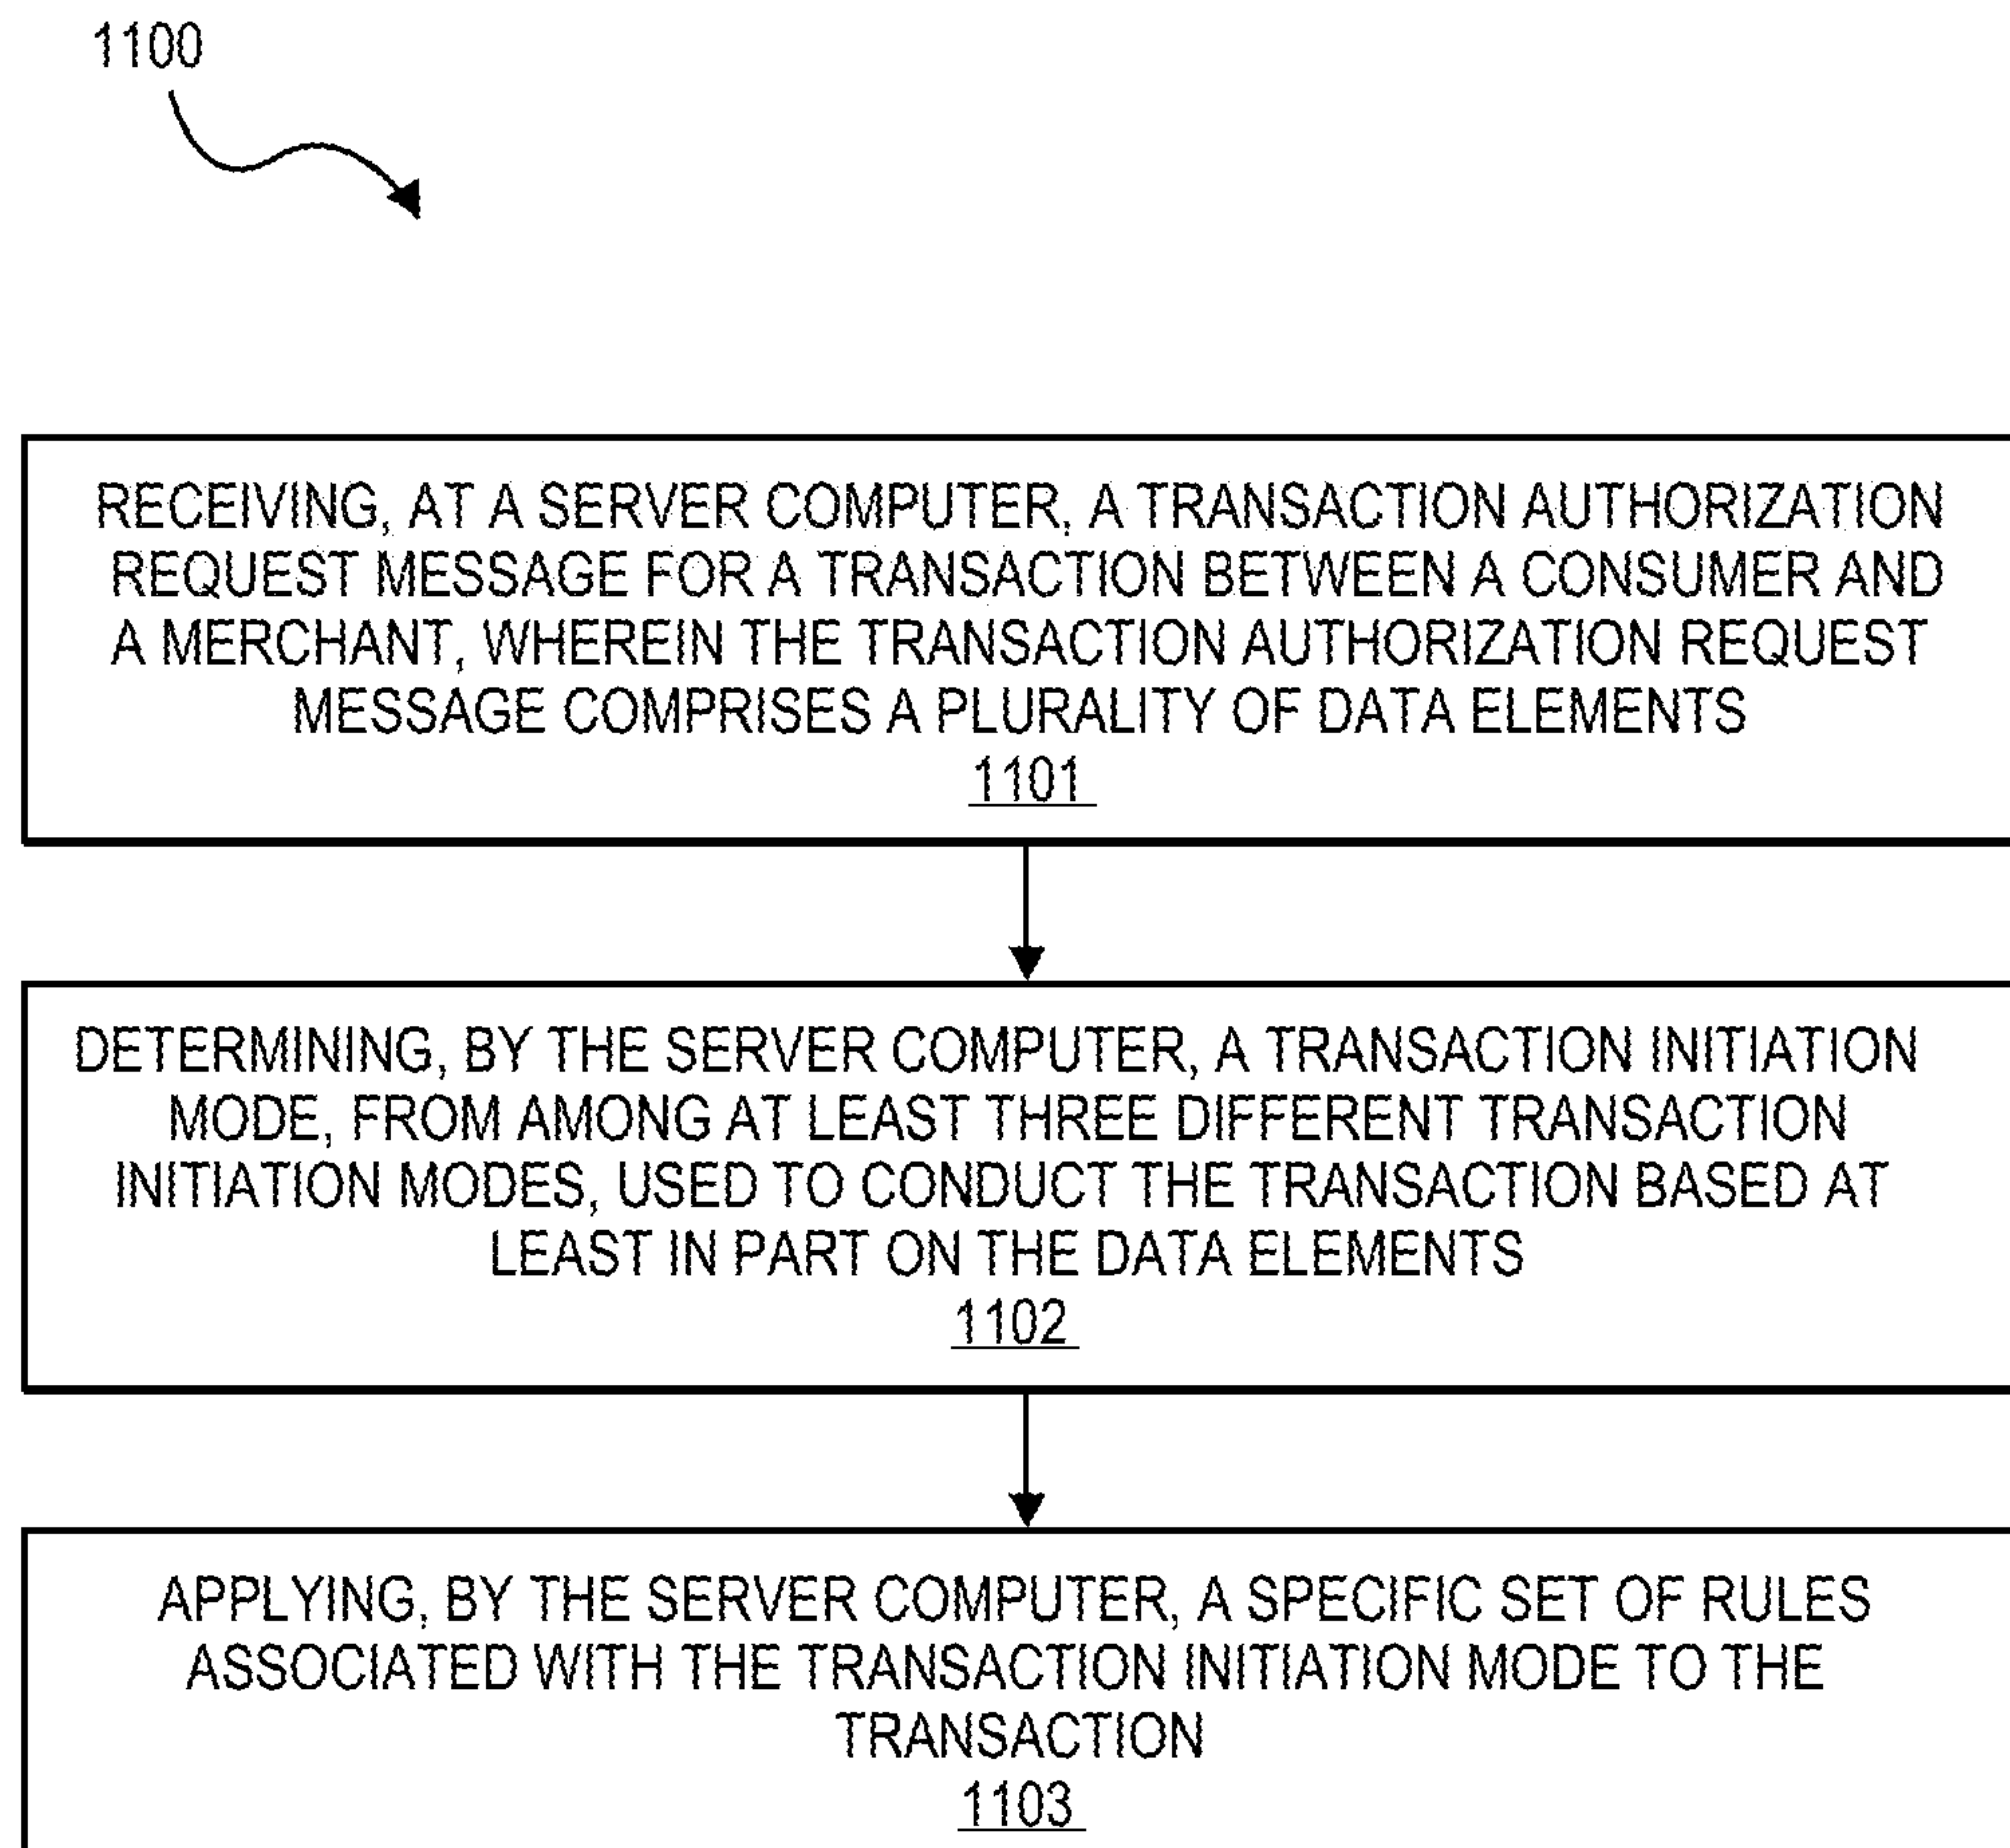 1100
RECEIVING, AT A SERVER COMPUTER, A TRANSACTION AUTHORIZATION
REQUEST MESSAGE FOR A TRANSACTION BETWEEN A CONSUMER AND
A MERCHANT, WHEREIN THE TRANSACTION AUTHORIZATION REQUEST
MESSAGE COMPRISES A PLURALITY OF DATA ELEMENTS
1101
DETERMINING, BY THE SERVER COMPUTER, A TRANSACTION INITIATION
MODE, FROM AMONG AT LEAST THREE DIFFERENT TRANSACTION
INITIATION MODES, USED TO CONDUCT THE TRANSACTION BASED AT
LEAST IN PART ON THE DATA ELEMENTS
1102
APPLYING, BY THE SERVER COMPUTER, A SPECIFIC SET OF RULES
ASSOCIATED WITH THE TRANSACTION INITIATION MODE TO THE
TRANSACTION
1103